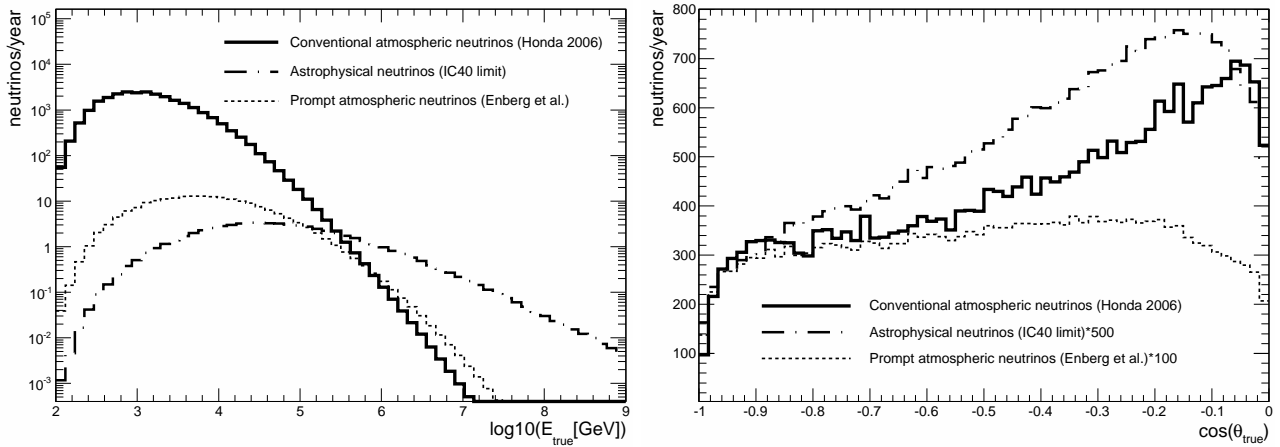 neutrinos/year
10^5
10^4
10^3
10^2
10
1
10^-1
10^-2
10^-3
Conventional atmospheric neutrinos (Honda 2006)
Astrophysical neutrinos (IC40 limit)
Prompt atmospheric neutrinos (Enberg et al.)
2 3 4 5 6 7 8 9
log10(E_true[GeV])
neutrinos/year
800
700
600
500
400
300
200
100
Conventional atmospheric neutrinos (Honda 2006)
Astrophysical neutrinos (IC40 limit)*500
Prompt atmospheric neutrinos (Enberg et al.)*100
-1 -0.9 -0.8 -0.7 -0.6 -0.5 -0.4 -0.3 -0.2 -0.1 0
cos(θ_true)